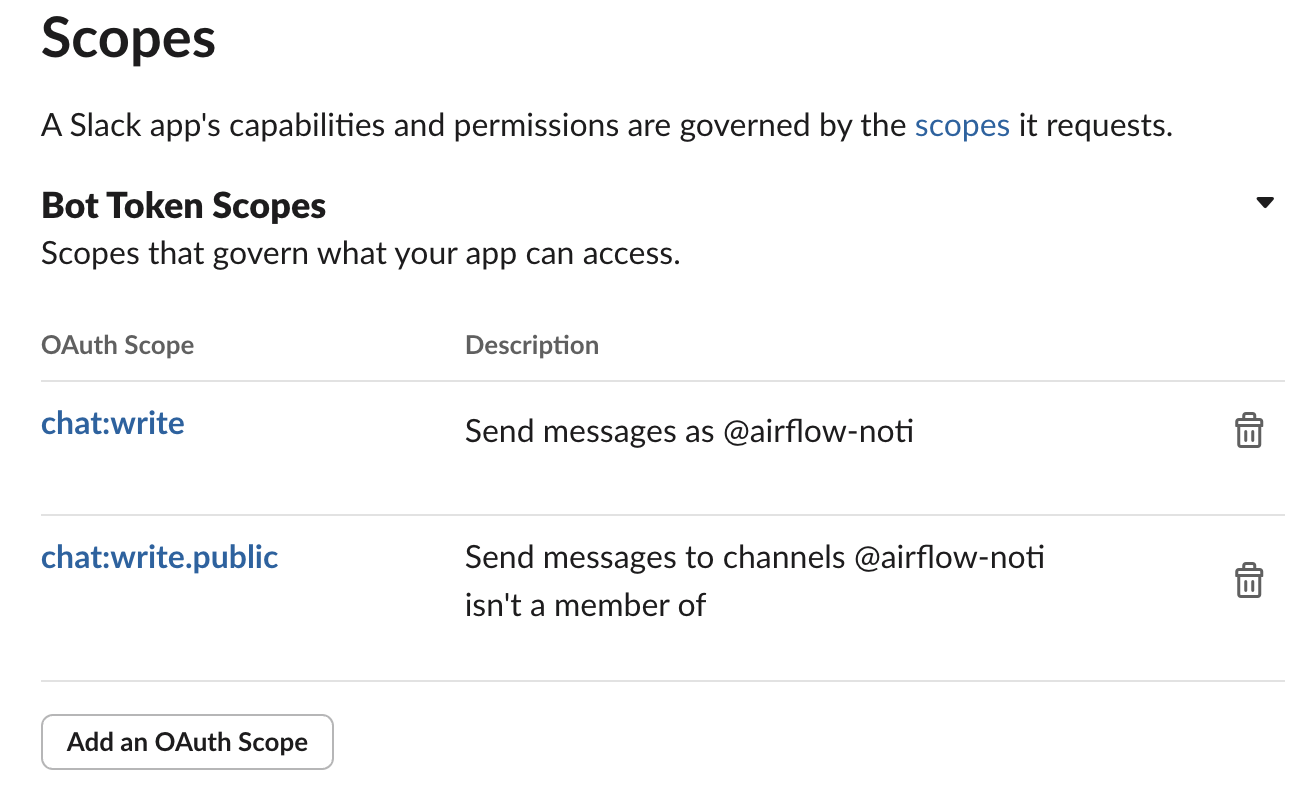 Scopes
A Slack app's capabilities and permissions are governed by the scopes it requests.
Bot Token Scopes
Scopes that govern what your app can access.
OAuth Scope Description
chat:write Send messages as @airflow-noti
chat:write.public Send messages to channels @airflow-noti
isn't a member of
Add an OAuth Scope